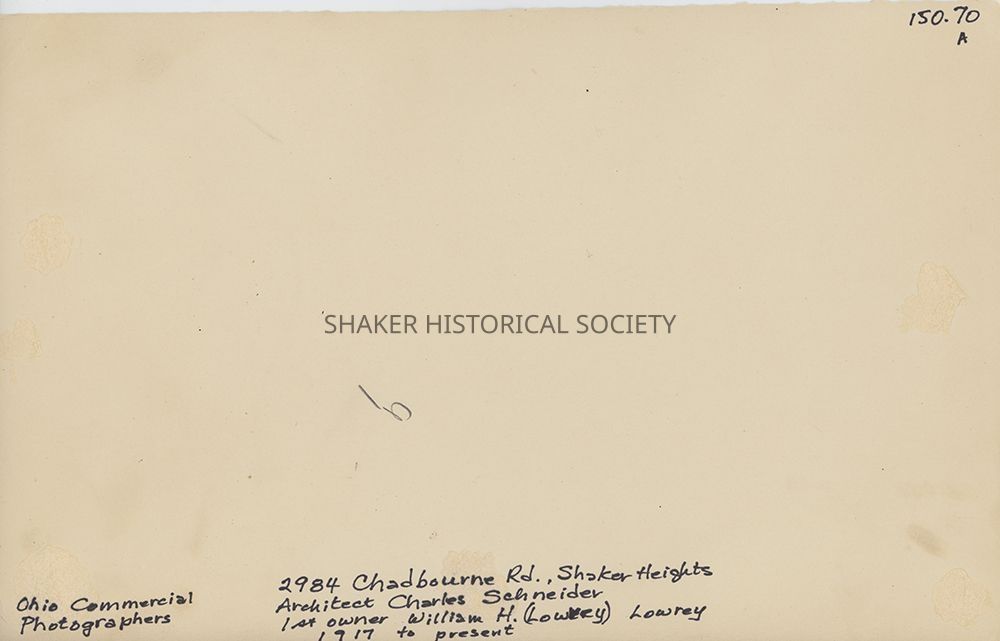 150.70
A
SHAKER HISTORICAL SOCIETY
16
2984 Chadbourne Rd., Shaker Heights
Architect Charles Schneider
1st owner William H. (Lowrey) Lowrey
1917 to present
Ohio Commercial
Photographers